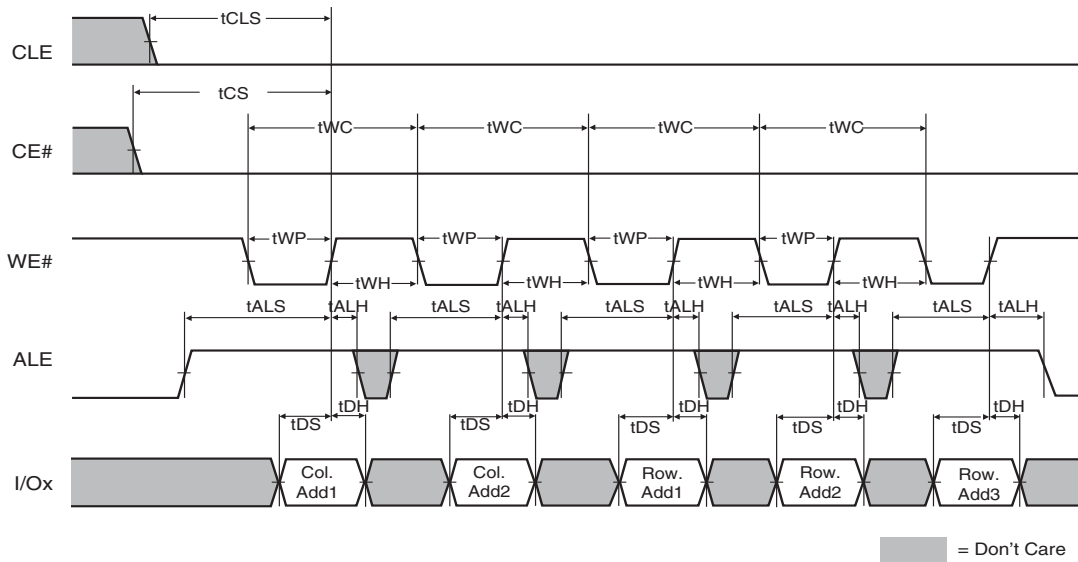 tCLS
CLE
tCS
tWC tWC tWC tWC
CE#
tWP tWP tWP tWP
WE#
tWH tWH tWH tWH
tALS tALH tALS tALH tALS tALH tALS tALH tALS tALH
ALE
tDS tDH tDS tDH tDS tDH tDS tDH tDS tDH
I/Ox
Col. Add1
Col. Add2
Row. Add1
Row. Add2
Row. Add3
= Don't Care